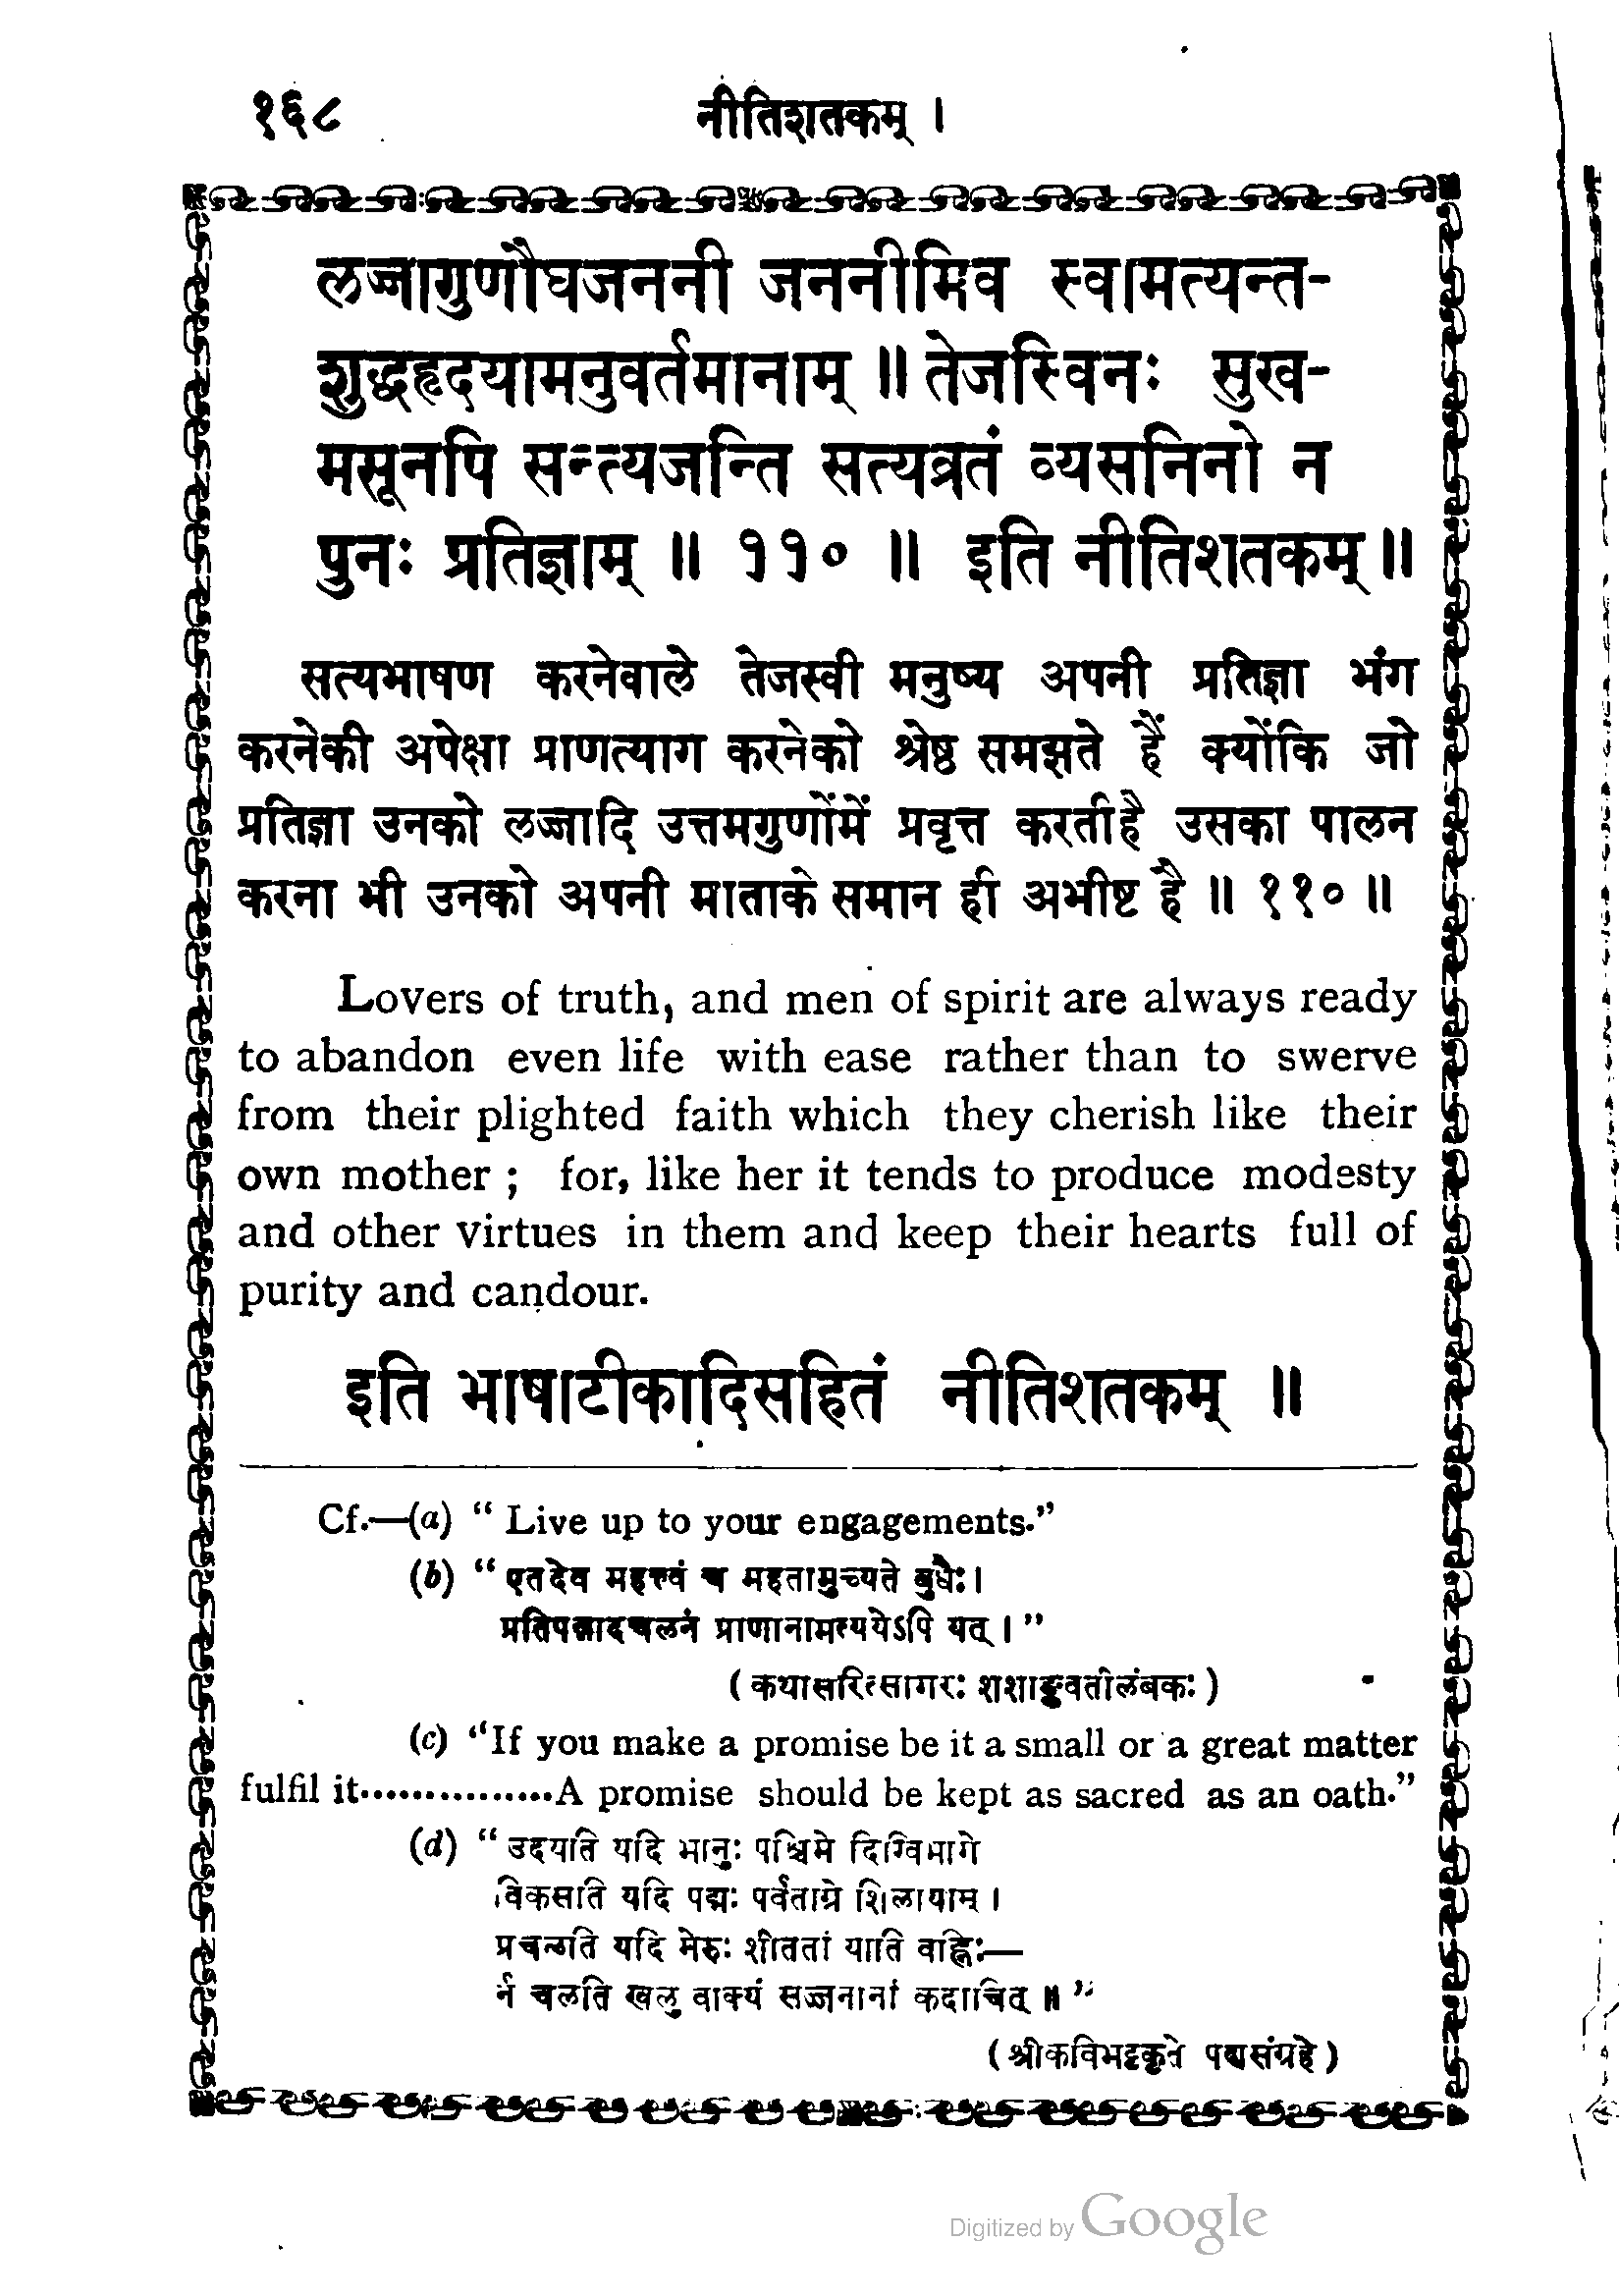 १६८ नीतिशतकम् ।
लज्जागुणौघजननी जननीमिव स्वामत्यन्त-
शुद्धहृदयामनुवर्तमानाम् ॥ तेजस्विनः सुख-
मसूनपि सन्त्यजन्ति सत्यव्रतं व्यसनिनो न
पुनः प्रतिज्ञाम् ॥ ११० ॥ इति नीतिशतकम् ॥
सत्यभाषण करनेवाले तेजस्वी मनुष्य अपनी प्रतिज्ञा भंग
करनेकी अपेक्षा प्राणत्याग करनेको श्रेष्ठ समझते हैं क्योंकि जो
प्रतिज्ञा उनको लज्जादि उत्तमगुणोंमें प्रवृत्त करतीहै उसका पालन
करना भी उनको अपनी माताके समान ही अभीष्ट है ॥ ११० ॥
Lovers of truth, and men of spirit are always ready
to abandon even life with ease rather than to swerve
from their plighted faith which they cherish like their
own mother ; for, like her it tends to produce modesty
and other virtues in them and keep their hearts full of
purity and candour.
इति भाषाटीकादिसहितं नीतिशतकम् ॥
Cf.—(a) “ Live up to your engagements.”
(b) “ एतदेव महत्त्वं च महतामुच्यते बुधैः ।
प्रतिपन्नादचलनं प्राणानामत्ययेऽपि यत् । ”
( कथासरित्सागरः शशाङ्कवतीलंबकः )
(c) “If you make a promise be it a small or a great matter
fulfil it...............A promise should be kept as sacred as an oath.”
(d) “ उदयति यदि भानुः पश्चिमे दिग्विभागे
विकसति यदि पद्मः पर्वताग्रे शिलायाम् ।
प्रचलति यदि मेरुः शीततां याति वह्निः—
र्न चलति खलु वाक्यं सज्जनानां कदाचित् ॥ ”
( श्रीकविभट्टकृते पद्यसंग्रहे )
Digitized by Google